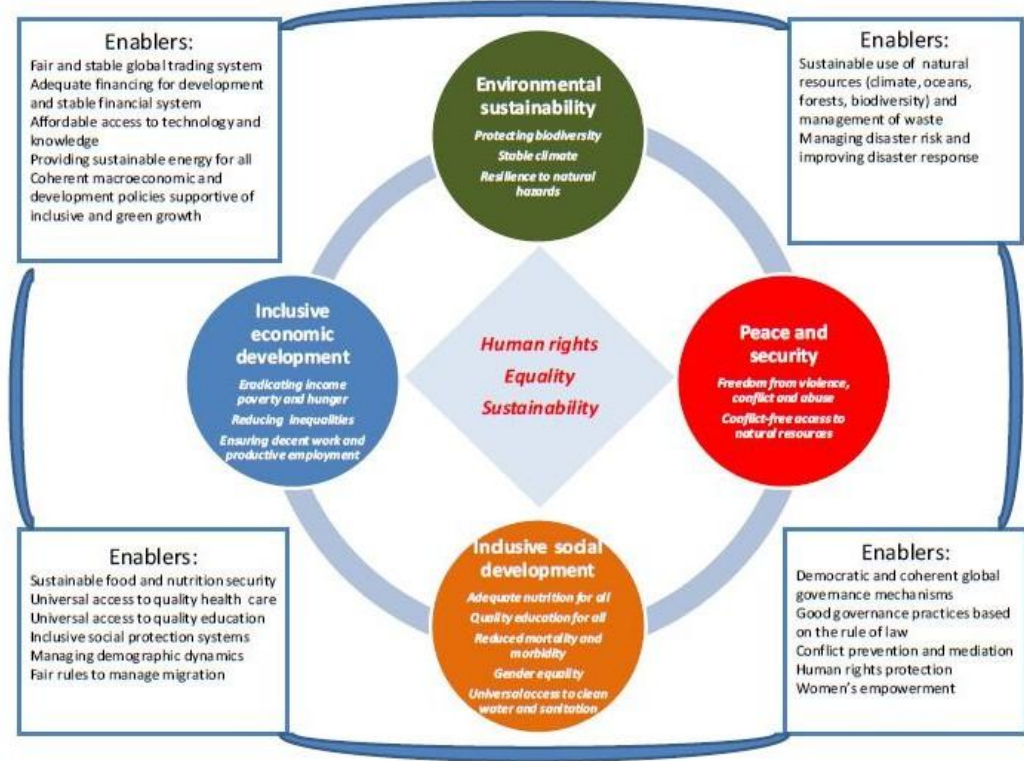 Enablers:
Fair and stable global trading system
Adequate financing for development
and stable financial system
Affordable access to technology and
knowledge
Providing sustainable energy for all
Coherent macroeconomic and
development policies supportive of
inclusive and green growth
Environmental
sustainability
Protecting biodiversity
Stable climate
Resilience to natural
hazards
Enablers:
Sustainable use of natural
resources (climate, oceans,
forests, biodiversity) and
management of waste
Managing disaster risk and
improving disaster response
Inclusive
economic
development
Eradicating income
poverty and hunger
Reducing inequalities
Ensuring decent work and
productive employment
Human rights
Equality
Sustainability
Peace and
security
Freedom from violence,
conflict and abuse
Conflict-free access to
natural resources
Enablers:
Sustainable food and nutrition security
Universal access to quality health care
Universal access to quality education
Inclusive social protection systems
Managing demographic dynamics
Fair rules to manage migration
Inclusive social
development
Adequate nutrition for all
Quality education for all
Reduced mortality and
morbidity
Gender equality
Universal access to clean
water and sanitation
Enablers:
Democratic and coherent global
governance mechanisms
Good governance practices based
on the rule of law
Conflict prevention and mediation
Human rights protection
Women's empowerment